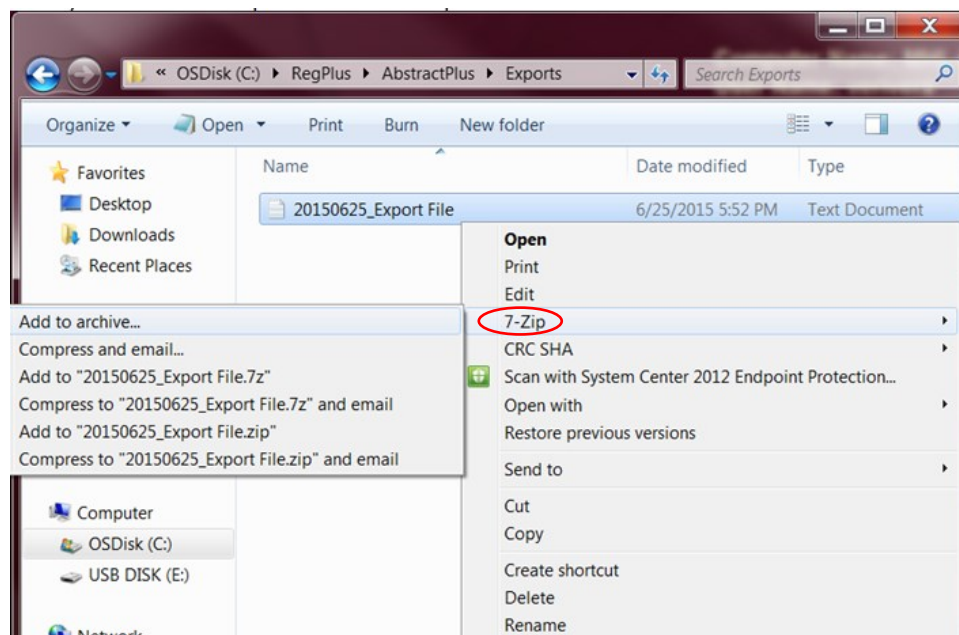 « OSDisk (C:) ▸ RegPlus ▸ AbstractPlus ▸ Exports
Search Exports
Organize Open Print Burn New folder
Name Date modified Type
Favorites
Desktop
Downloads
Recent Places
20150625_Export File 6/25/2015 5:52 PM Text Document
Open
Print
Edit
7-Zip
CRC SHA
Scan with System Center 2012 Endpoint Protection...
Open with
Restore previous versions
Send to
Cut
Copy
Create shortcut
Delete
Rename
Add to archive...
Compress and email...
Add to "20150625_Export File.7z"
Compress to "20150625_Export File.7z" and email
Add to "20150625_Export File.zip"
Compress to "20150625_Export File.zip" and email
Computer
OSDisk (C:)
USB DISK (E:)
Network